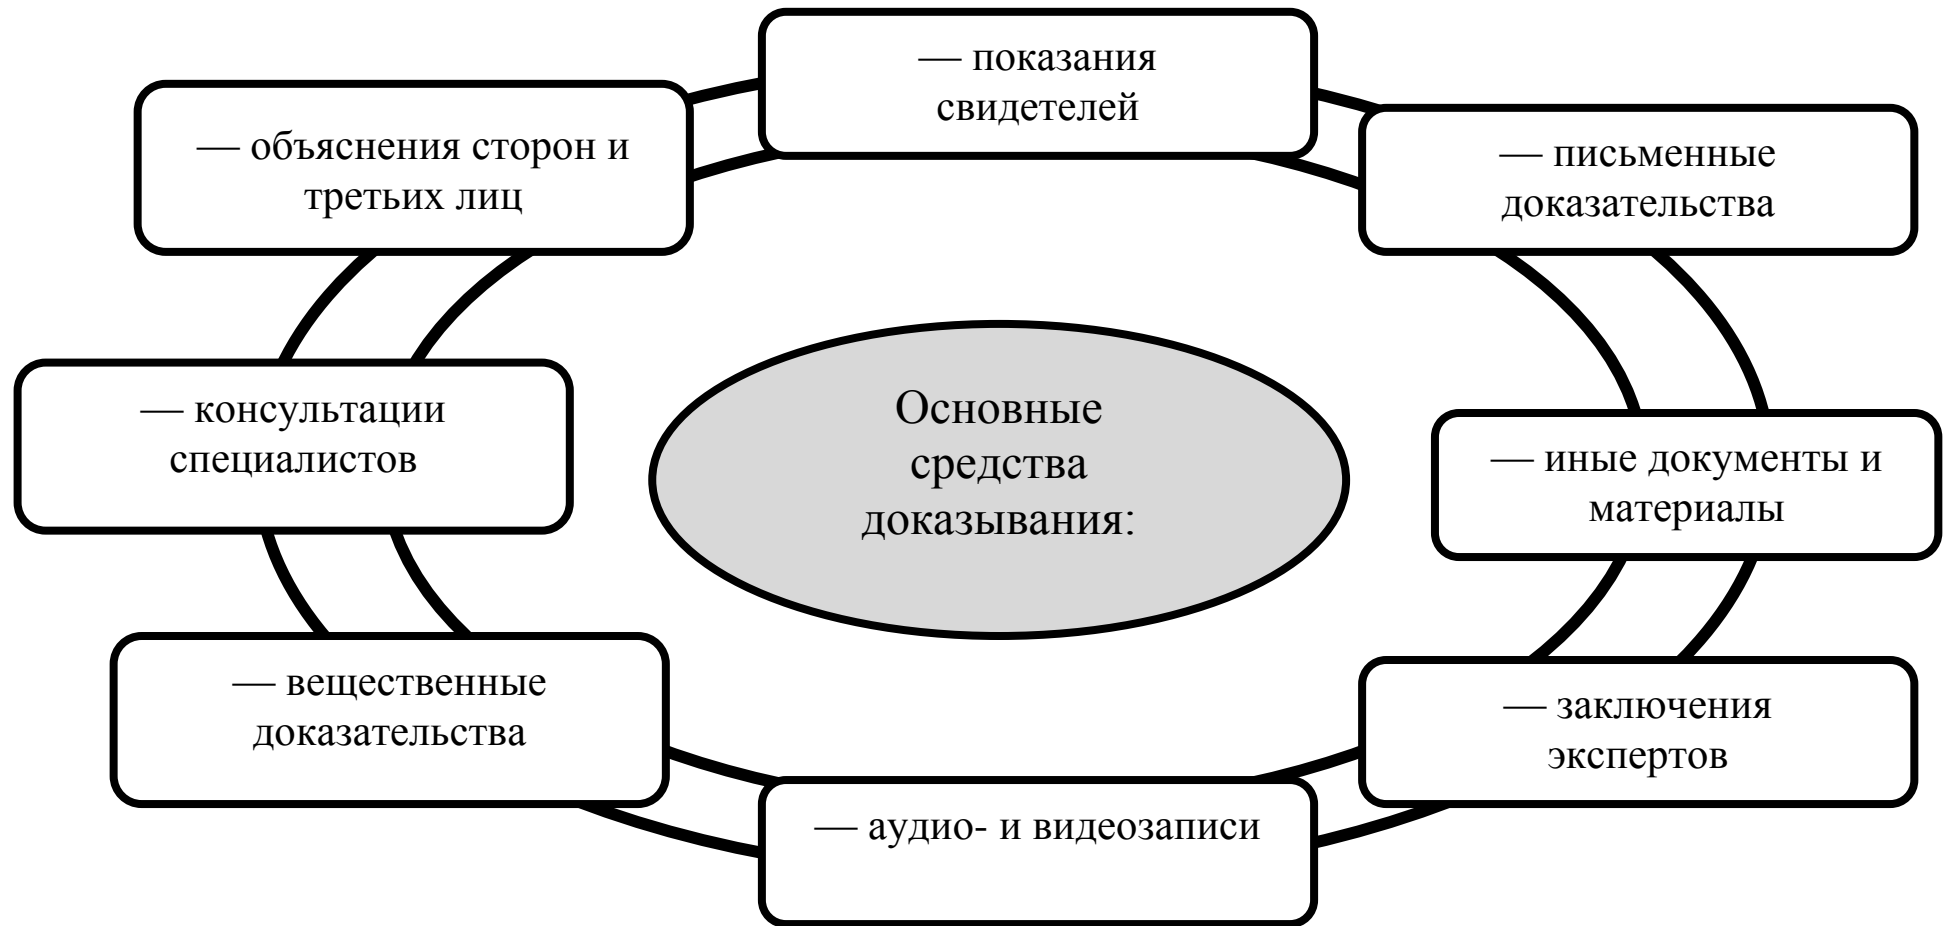 — показания
свидетелей
— объяснения сторон и
третьих лиц
— письменные
доказательства
— консультации
специалистов
Основные
средства
доказывания:
— иные документы и
материалы
— вещественные
доказательства
— заключения
экспертов
— аудио- и видеозаписи